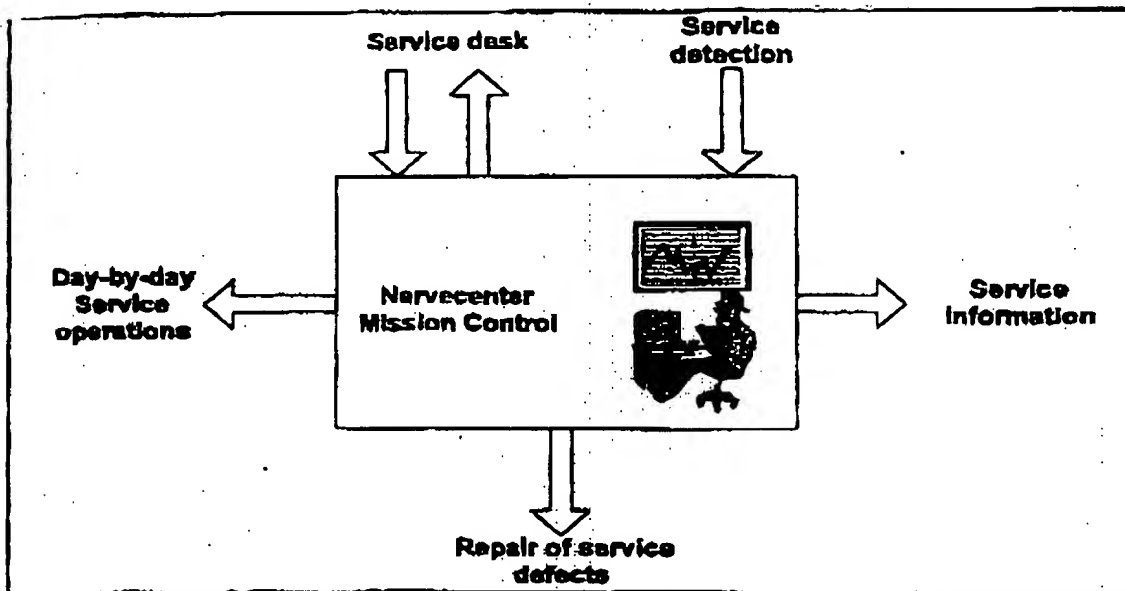 Service desk
Service
detection
Day-by-day
Service
operations
Nervecenter
Mission Control
Service
information
Repair of service
defects